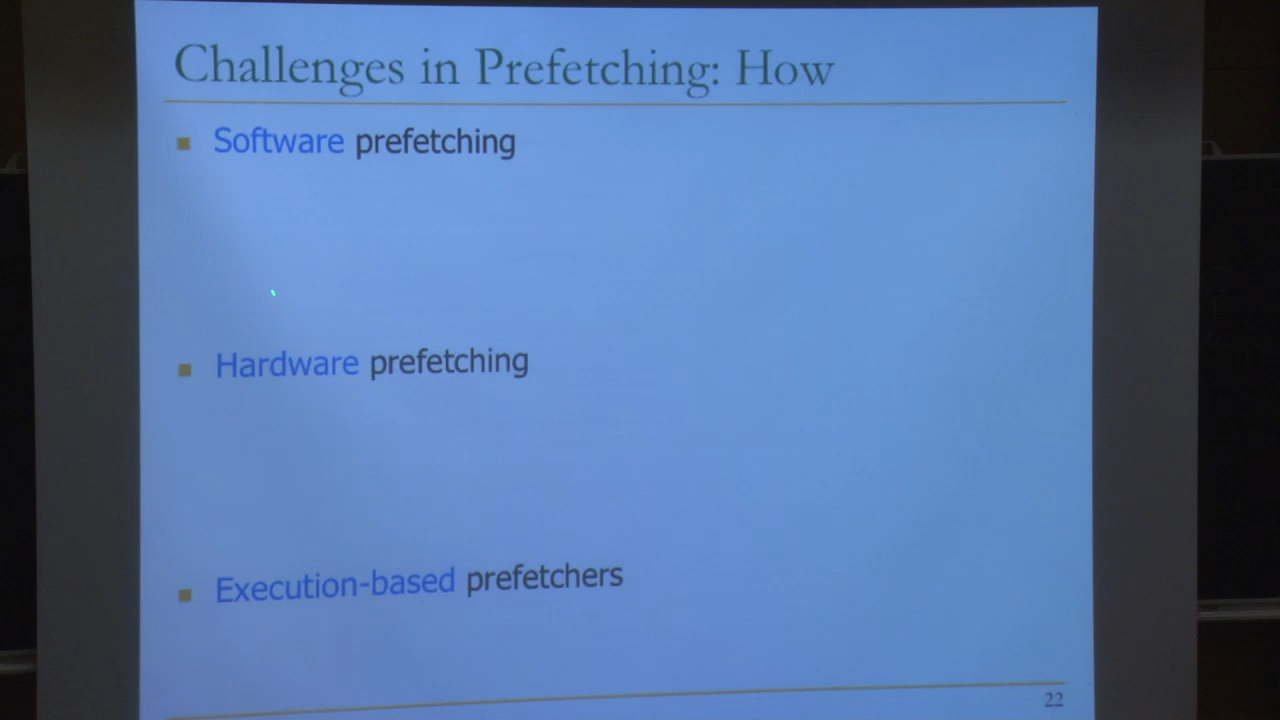 Challenges in Prefetching: How
Software prefetching
Hardware prefetching
Execution-based prefetchers
22